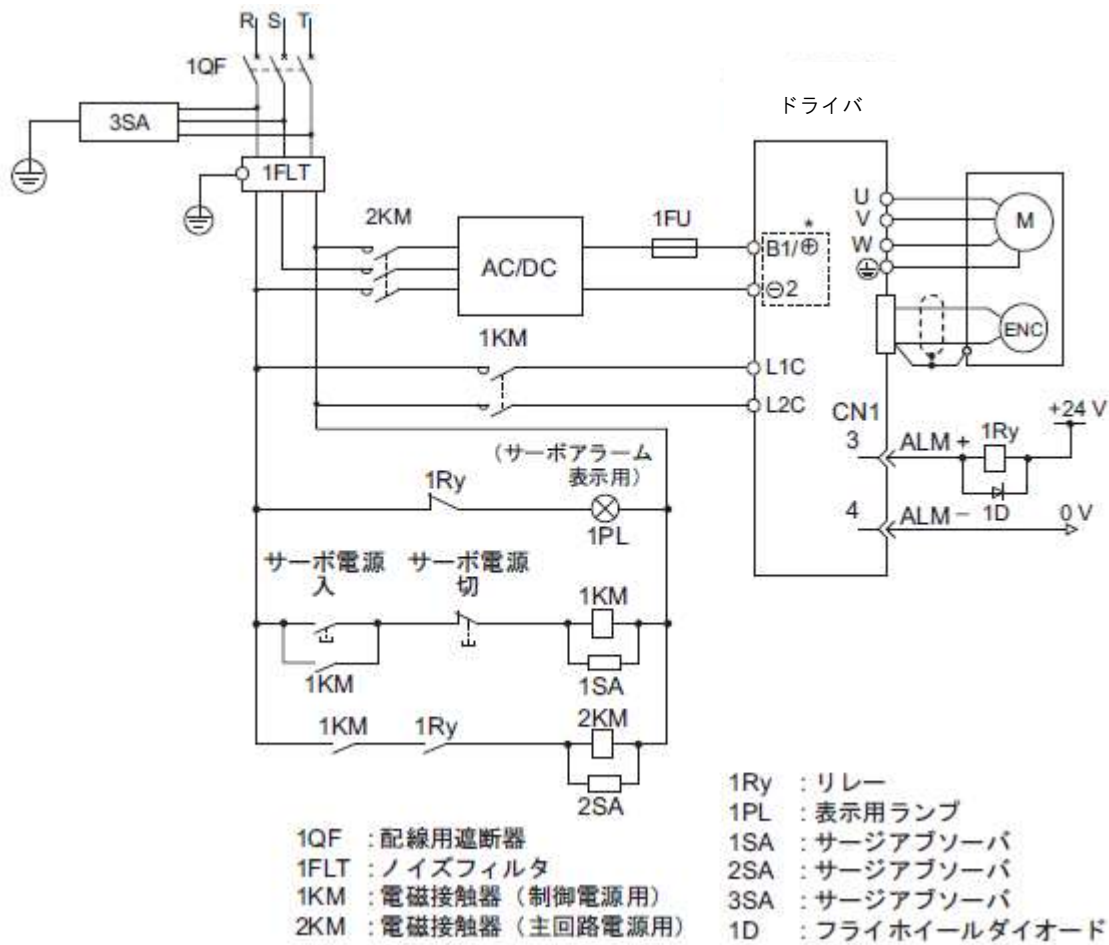 R S T
1QF
ドライバ
3SA
1FLT
U
2KM
1FU
*
V
M
B1/⊕
W
AC/DC
⊖2
ENC
1KM
L1C
L2C
CN1
+24 V
3
ALM +
1Ry
(サーボアラーム
表示用)
1Ry
4
ALM −
1D
0 V
1PL
サーボ電源
入
サーボ電源
切
1KM
1KM
1SA
1KM
1Ry
2KM
2SA
1QF : 配線用遮断器
1FLT : ノイズフィルタ
1KM : 電磁接触器（制御電源用）
2KM : 電磁接触器（主回路電源用）
1Ry : リレー
1PL : 表示用ランプ
1SA : サージアブソーバ
2SA : サージアブソーバ
3SA : サージアブソーバ
1D : フライホイールダイオード